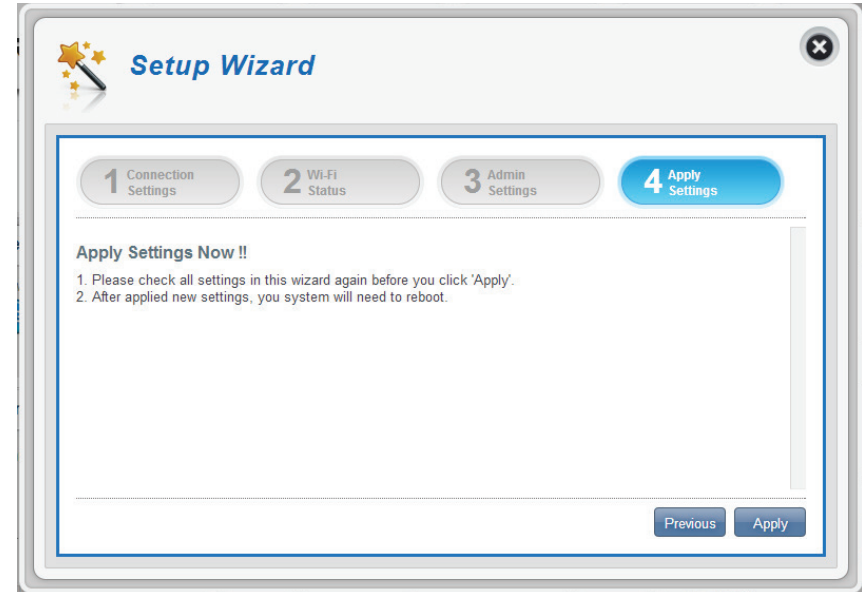 Setup Wizard
1 Connection
Settings
2 Wi-Fi
Status
3 Admin
Settings
4 Apply
Settings
Apply Settings Now !!
1. Please check all settings in this wizard again before you click 'Apply'.
2. After applied new settings, you system will need to reboot.
Previous
Apply